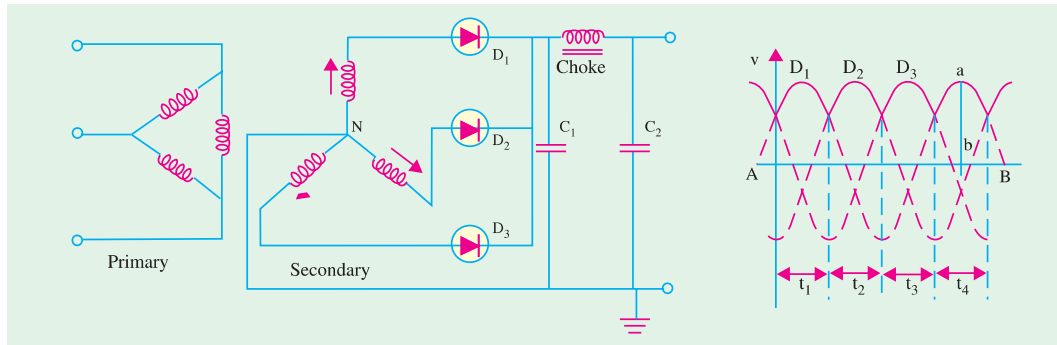 D1
Choke
N
D2
C1
C2
D3
Primary
Secondary
v
D1 D2 D3 a
b
A B
t1 t2 t3 t4